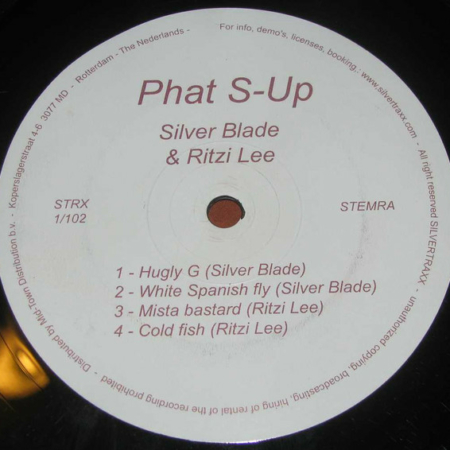 Phat S-Up
Silver Blade
& Ritzi Lee
STRX
1/102
STEMRA
1 - Hugly G (Silver Blade)
2 - White Spanish fly (Silver Blade)
3 - Mista bastard (Ritzi Lee)
4 - Cold fish (Ritzi Lee)
- Distributed by Mid-Town Distribution b.v. - Koperslagerstraat 4-6 3077 MD - Rotterdam - The Nederlands -
For info, demo's, licenses, booking,: www.silvertraxx.com - All right reserved SILVERTRAXX - unauthorized copying, broadcasting, hiring of rental of the recording prohibited